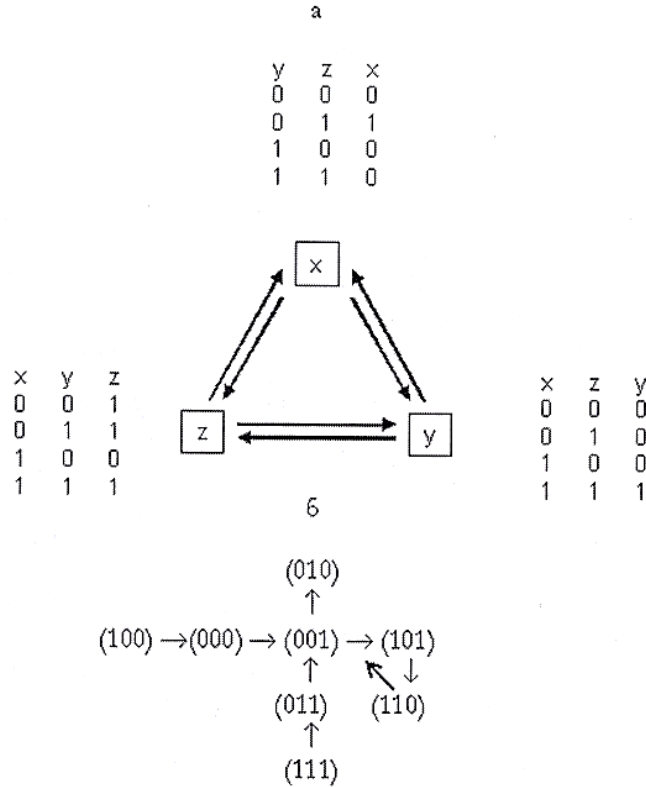 а
y z x
0 0 0
0 1 1
1 0 0
1 1 0
x
x y z
0 0 1
0 1 1
1 0 0
1 1 1
z
y
x z y
0 0 0
0 1 0
1 0 0
1 1 1
б
(010)
↑
(100) → (000) → (001) → (101)
↑ ↓
(011) (110)
↑
(111)